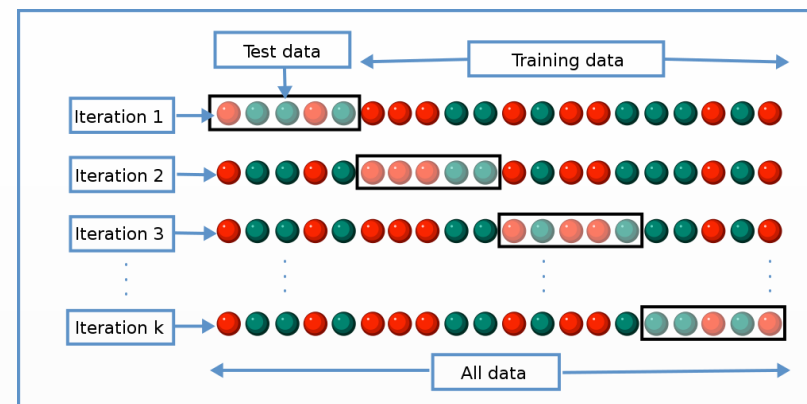 Test data
Training data
Iteration 1
Iteration 2
Iteration 3
Iteration k
All data